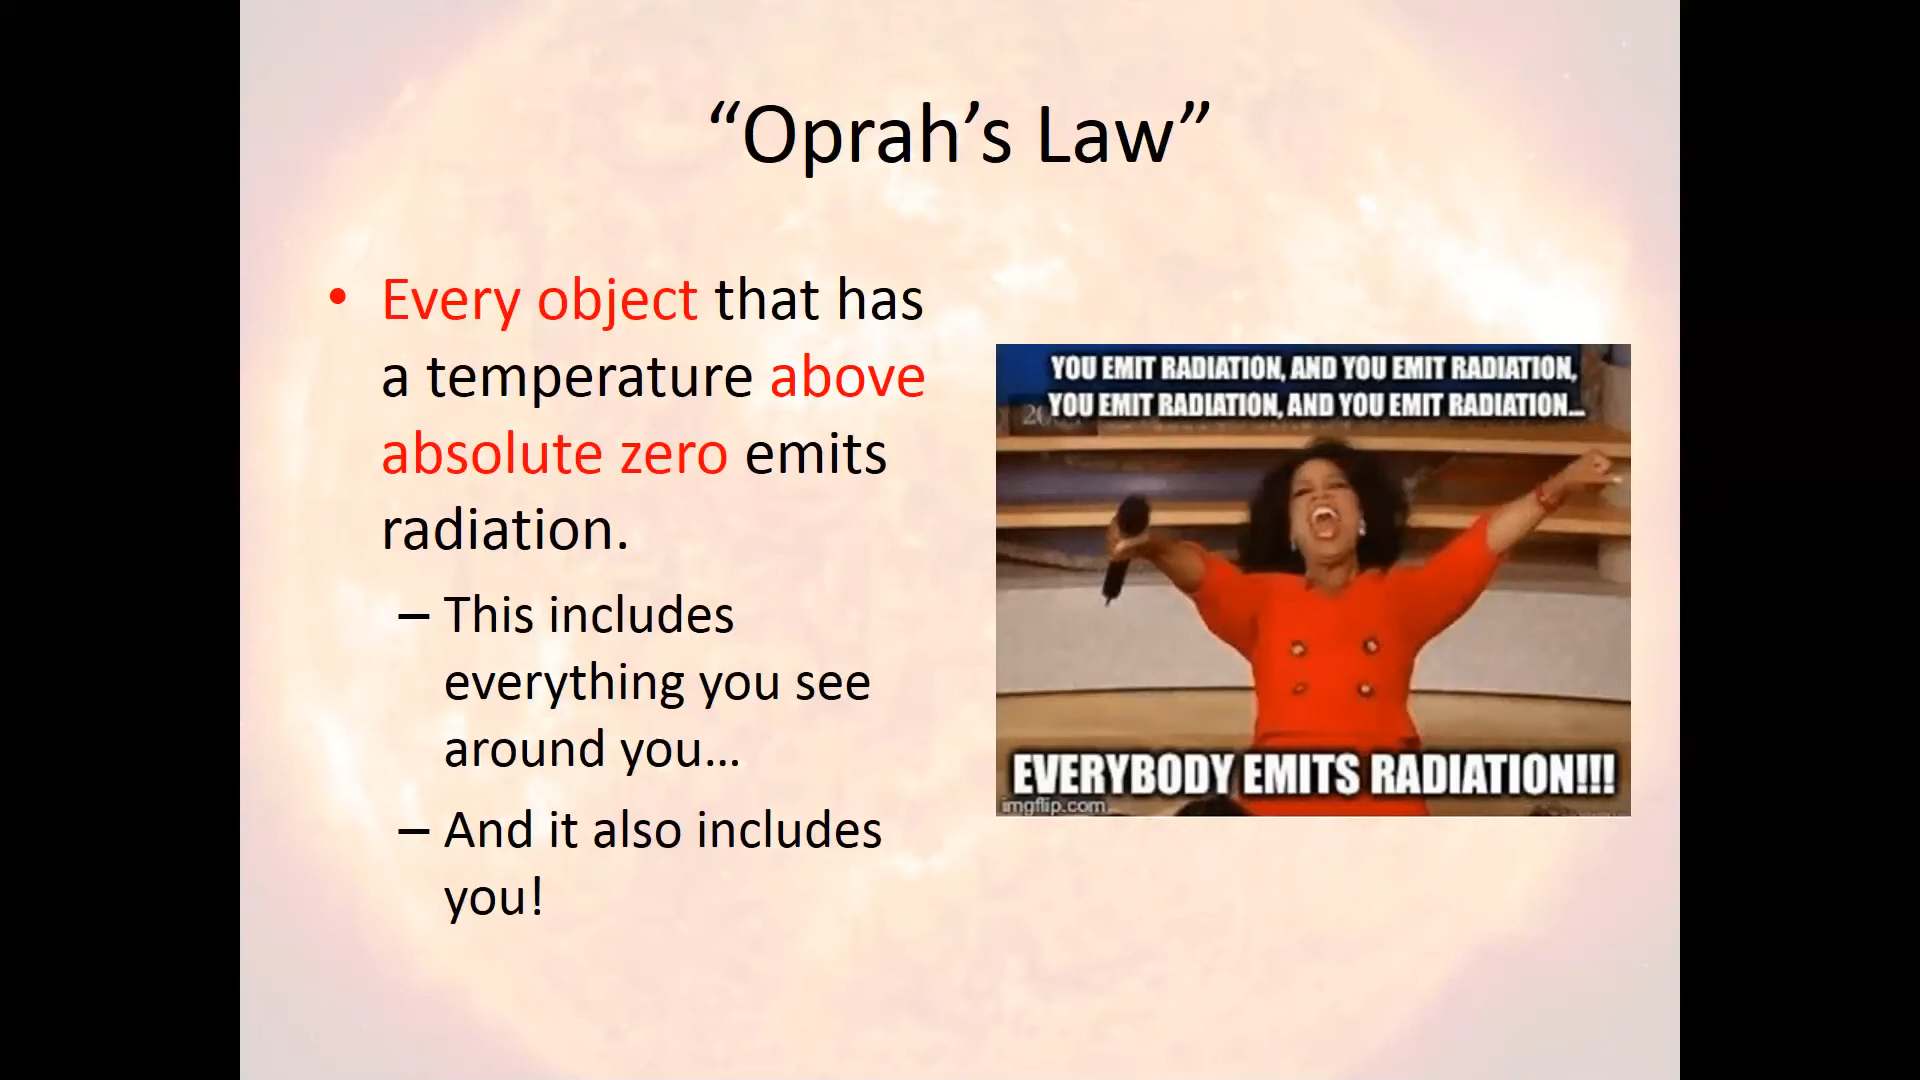 “Oprah’s Law”
• Every object that has
a temperature above
absolute zero emits
radiation.
– This includes
everything you see
around you…
– And it also includes
you!
YOU EMIT RADIATION, AND YOU EMIT RADIATION,
YOU EMIT RADIATION, AND YOU EMIT RADIATION...
EVERYBODY EMITS RADIATION!!!
imgflip.com